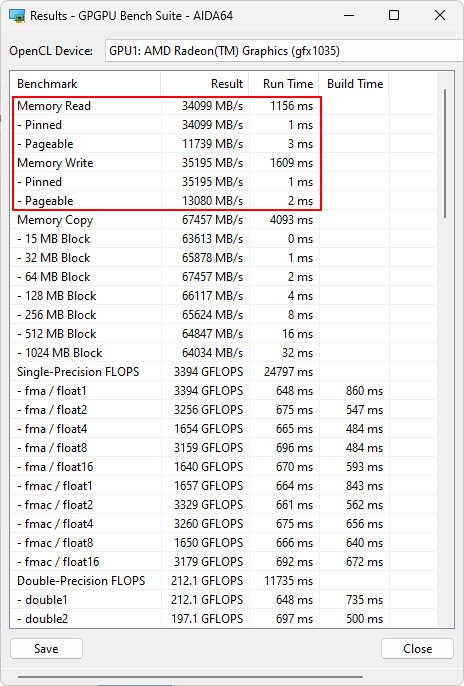 Results - GPGPU Bench Suite - AIDA64
OpenCL Device: GPU1: AMD Radeon(TM) Graphics (gfx1035)
Benchmark Result Run Time Build Time
Memory Read 34099 MB/s 1156 ms
- Pinned 34099 MB/s 1 ms
- Pageable 11739 MB/s 3 ms
Memory Write 35195 MB/s 1609 ms
- Pinned 35195 MB/s 1 ms
- Pageable 13080 MB/s 2 ms
Memory Copy 67457 MB/s 4093 ms
- 15 MB Block 63613 MB/s 0 ms
- 32 MB Block 65878 MB/s 1 ms
- 64 MB Block 67457 MB/s 2 ms
- 128 MB Block 66117 MB/s 4 ms
- 256 MB Block 65624 MB/s 8 ms
- 512 MB Block 64847 MB/s 16 ms
- 1024 MB Block 64034 MB/s 32 ms
Single-Precision FLOPS 3394 GFLOPS 24797 ms
- fma / float1 3394 GFLOPS 648 ms 860 ms
- fma / float2 3256 GFLOPS 675 ms 547 ms
- fma / float4 1654 GFLOPS 665 ms 484 ms
- fma / float8 3159 GFLOPS 696 ms 484 ms
- fma / float16 1640 GFLOPS 670 ms 593 ms
- fmac / float1 1657 GFLOPS 664 ms 843 ms
- fmac / float2 3329 GFLOPS 661 ms 562 ms
- fmac / float4 3260 GFLOPS 675 ms 656 ms
- fmac / float8 1650 GFLOPS 666 ms 640 ms
- fmac / float16 3179 GFLOPS 692 ms 672 ms
Double-Precision FLOPS 212.1 GFLOPS 11735 ms
- double1 212.1 GFLOPS 648 ms 735 ms
- double2 197.1 GFLOPS 697 ms 500 ms
Save Close